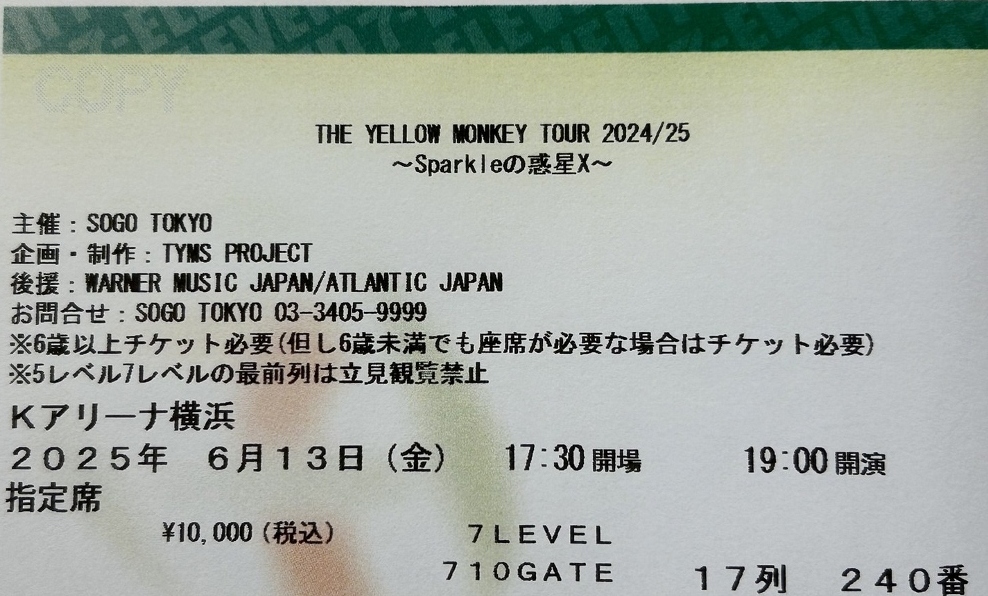 7-ELEVEN
COPY
THE YELLOW MONKEY TOUR 2024/25
～Sparkleの惑星X～
主催：SOGO TOKYO
企画・制作：TYMS PROJECT
後援：WARNER MUSIC JAPAN/ATLANTIC JAPAN
お問合せ：SOGO TOKYO 03-3405-9999
※6歳以上チケット必要(但し6歳未満でも座席が必要な場合はチケット必要)
※5レベル7レベルの最前列は立見観覧禁止
Kアリーナ横浜
２０２５年　６月１３日（金）　17:30開場　19:00開演
指定席
¥10,000（税込）　7LEVEL
710GATE　17列　240番